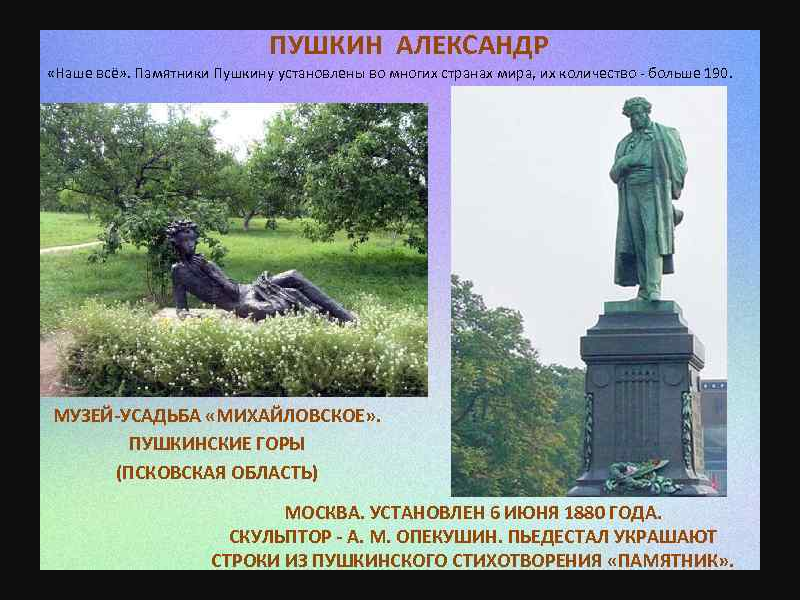 ПУШКИН АЛЕКСАНДР
«Наше всё». Памятники Пушкину установлены во многих странах мира, их количество - больше 190.
МУЗЕЙ-УСАДЬБА «МИХАЙЛОВСКОЕ».
ПУШКИНСКИЕ ГОРЫ
(ПСКОВСКАЯ ОБЛАСТЬ)
МОСКВА. УСТАНОВЛЕН 6 ИЮНЯ 1880 ГОДА.
СКУЛЬПТОР - А. М. ОПЕКУШИН. ПЬЕДЕСТАЛ УКРАШАЮТ
СТРОКИ ИЗ ПУШКИНСКОГО СТИХОТВОРЕНИЯ «ПАМЯТНИК».